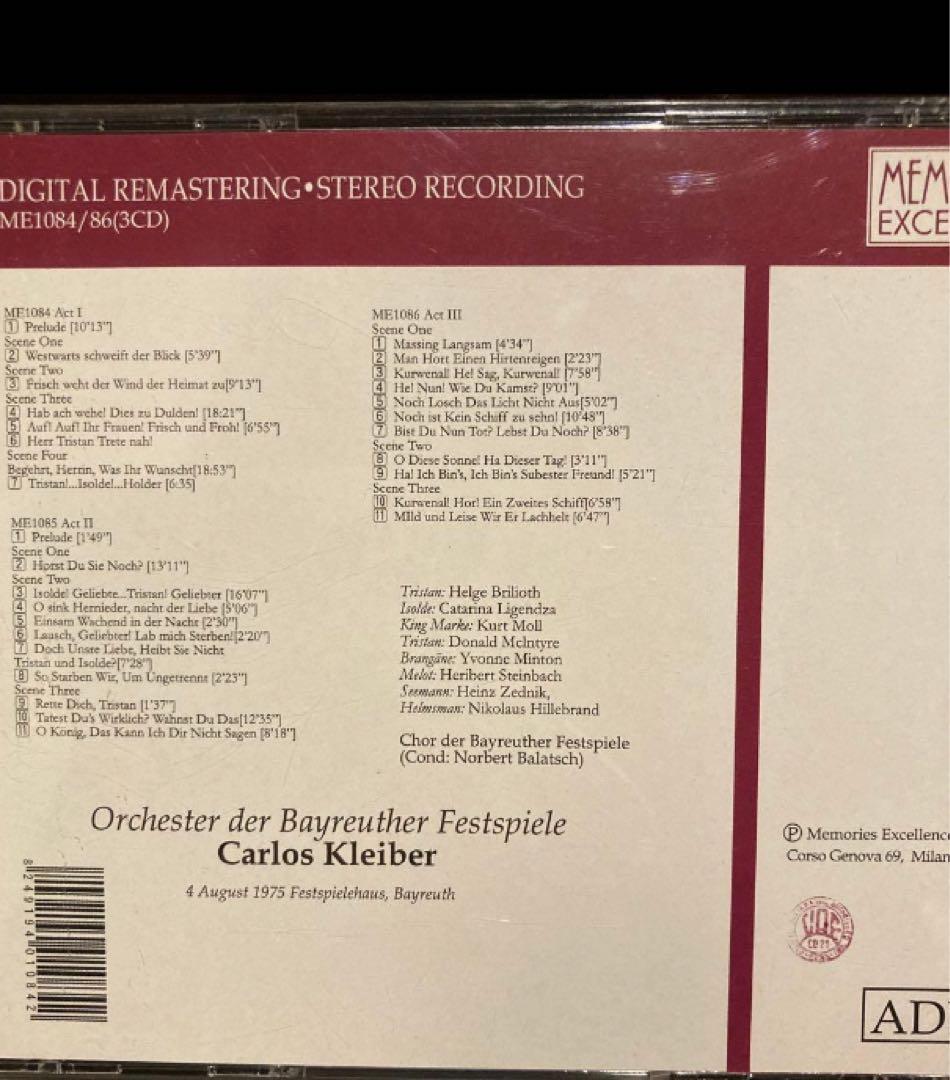 DIGITAL REMASTERING•STEREO RECORDING
ME1084/86(3CD)
MEM
EXCE
ME1084 Act I
1 Prelude [10'13"]
Scene One
2 Westwarts schweift der Blick [5'39"]
Scene Two
3 Frisch weht der Wind der Heimat zu[9'13"]
Scene Three
4 Hab ach wehe! Dies zu Dulden! [18:21"]
5 Auf! Auf! Ihr Frauen! Frisch und Froh! [6'55"]
6 Herr Tristan Trete nah!
Scene Four
Begehrt, Herrin, Was Ihr Wunscht[18:53"]
7 Tristan!...Isolde!...Holder [6:35]
ME1085 Act II
1 Prelude [1'49"]
Scene One
2 Horst Du Sie Noch? [13'11"]
Scene Two
3 Isolde! Geliebte...Tristan! Geliebter [16'07"]
4 O sink Hernieder, nacht der Liebe [5'06"]
5 Einsam Wachend in der Nacht [2'30"]
6 Lausch, Geliebter! Lab mich Sterben![2'20"]
7 Doch Unsre Liebe, Heibt Sie Nicht
Tristan und Isolde?[7'28"]
8 So Starben Wir, Um Ungetrennt [2'23"]
Scene Three
9 Rette Dich, Tristan [1'37"]
10 Tatest Du's Wirklich? Wahnst Du Das[12'35"]
11 O König, Das Kann Ich Dir Nicht Sagen [8'18"]
ME1086 Act III
Scene One
1 Massing Langsam [4'34"]
2 Man Hort Einen Hirtenreigen [2'23"]
3 Kurwenal! He! Sag, Kurwenal! [7'58"]
4 He! Nun! Wie Du Kamst? [9'01"]
5 Noch Losch Das Licht Nicht Aus[5'02"]
6 Noch ist Kein Schiff zu sehn! [10'48"]
7 Bist Du Nun Tot? Lebst Du Noch? [8'38"]
Scene Two
8 O Diese Sonne! Ha Dieser Tag! [3'11"]
9 Ha! Ich Bin's, Ich Bin's Subester Freund! [5'21"]
Scene Three
10 Kurwenal! Hor! Ein Zweites Schiff[6'58"]
11 MIld und Leise Wir Er Lachhelt [6'47"]
Tristan: Helge Brilioth
Isolde: Catarina Ligendza
King Marke: Kurt Moll
Tristan: Donald McIntyre
Brangäne: Yvonne Minton
Melot: Heribert Steinbach
Seemann: Heinz Zednik,
Helmsman: Nikolaus Hillebrand
Chor der Bayreuther Festspiele
(Cond: Norbert Balatsch)
Orchester der Bayreuther Festspiele
Carlos Kleiber
4 August 1975 Festspielehaus, Bayreuth
8 249194 010842
Ⓟ Memories Excellence
Corso Genova 69, Milan
AD